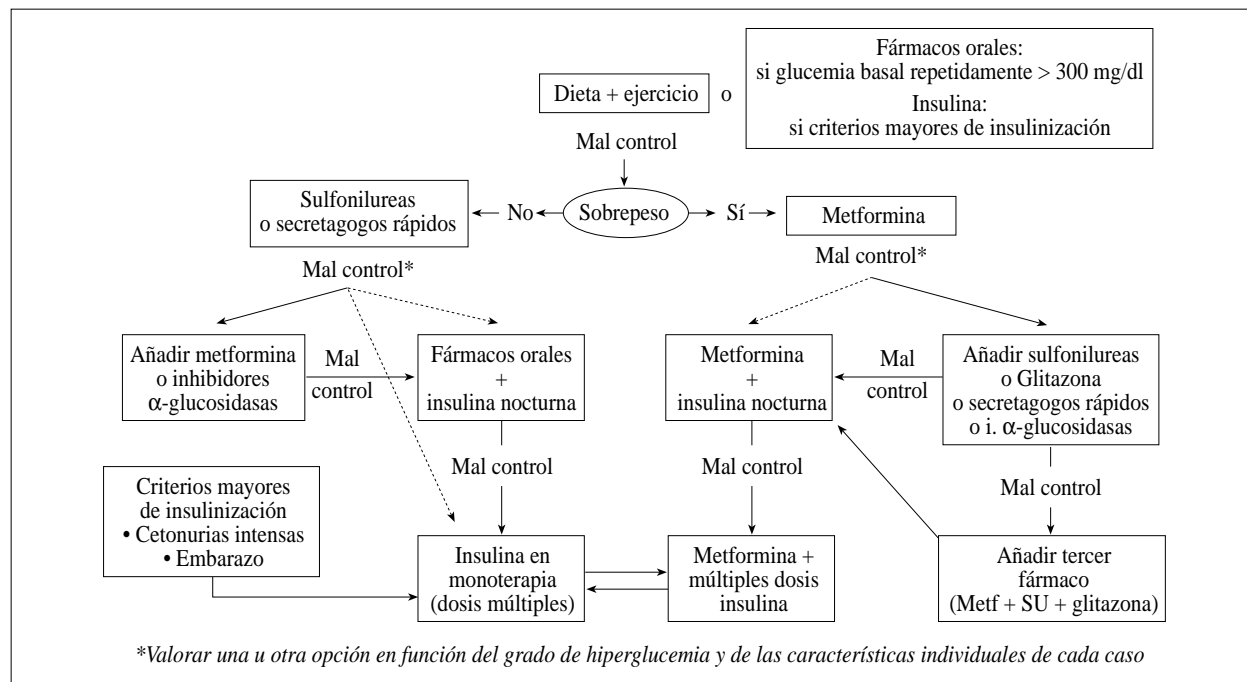 Fármacos orales:
si glucemia basal repetidamente > 300 mg/dl
Insulina:
si criterios mayores de insulinización
Dieta + ejercicio
o
Mal control
Sulfonilureas
o secretagogos rápidos
No
Sobrepeso
Sí
Metformina
Mal control*
Mal control*
Añadir metformina
o inhibidores
α-glucosidasas
Mal
control
Fármacos orales
+
insulina nocturna
Metformina
+
insulina nocturna
Mal
control
Añadir sulfonilureas
o Glitazona
o secretagogos rápidos
o i. α-glucosidasas
Mal control
Mal control
Mal control
Criterios mayores
de insulinización
• Cetonurias intensas
• Embarazo
Insulina en
monoterapia
(dosis múltiples)
Metformina +
múltiples dosis
insulina
Añadir tercer
fármaco
(Metf + SU + glitazona)
*Valorar una u otra opción en función del grado de hiperglucemia y de las características individuales de cada caso